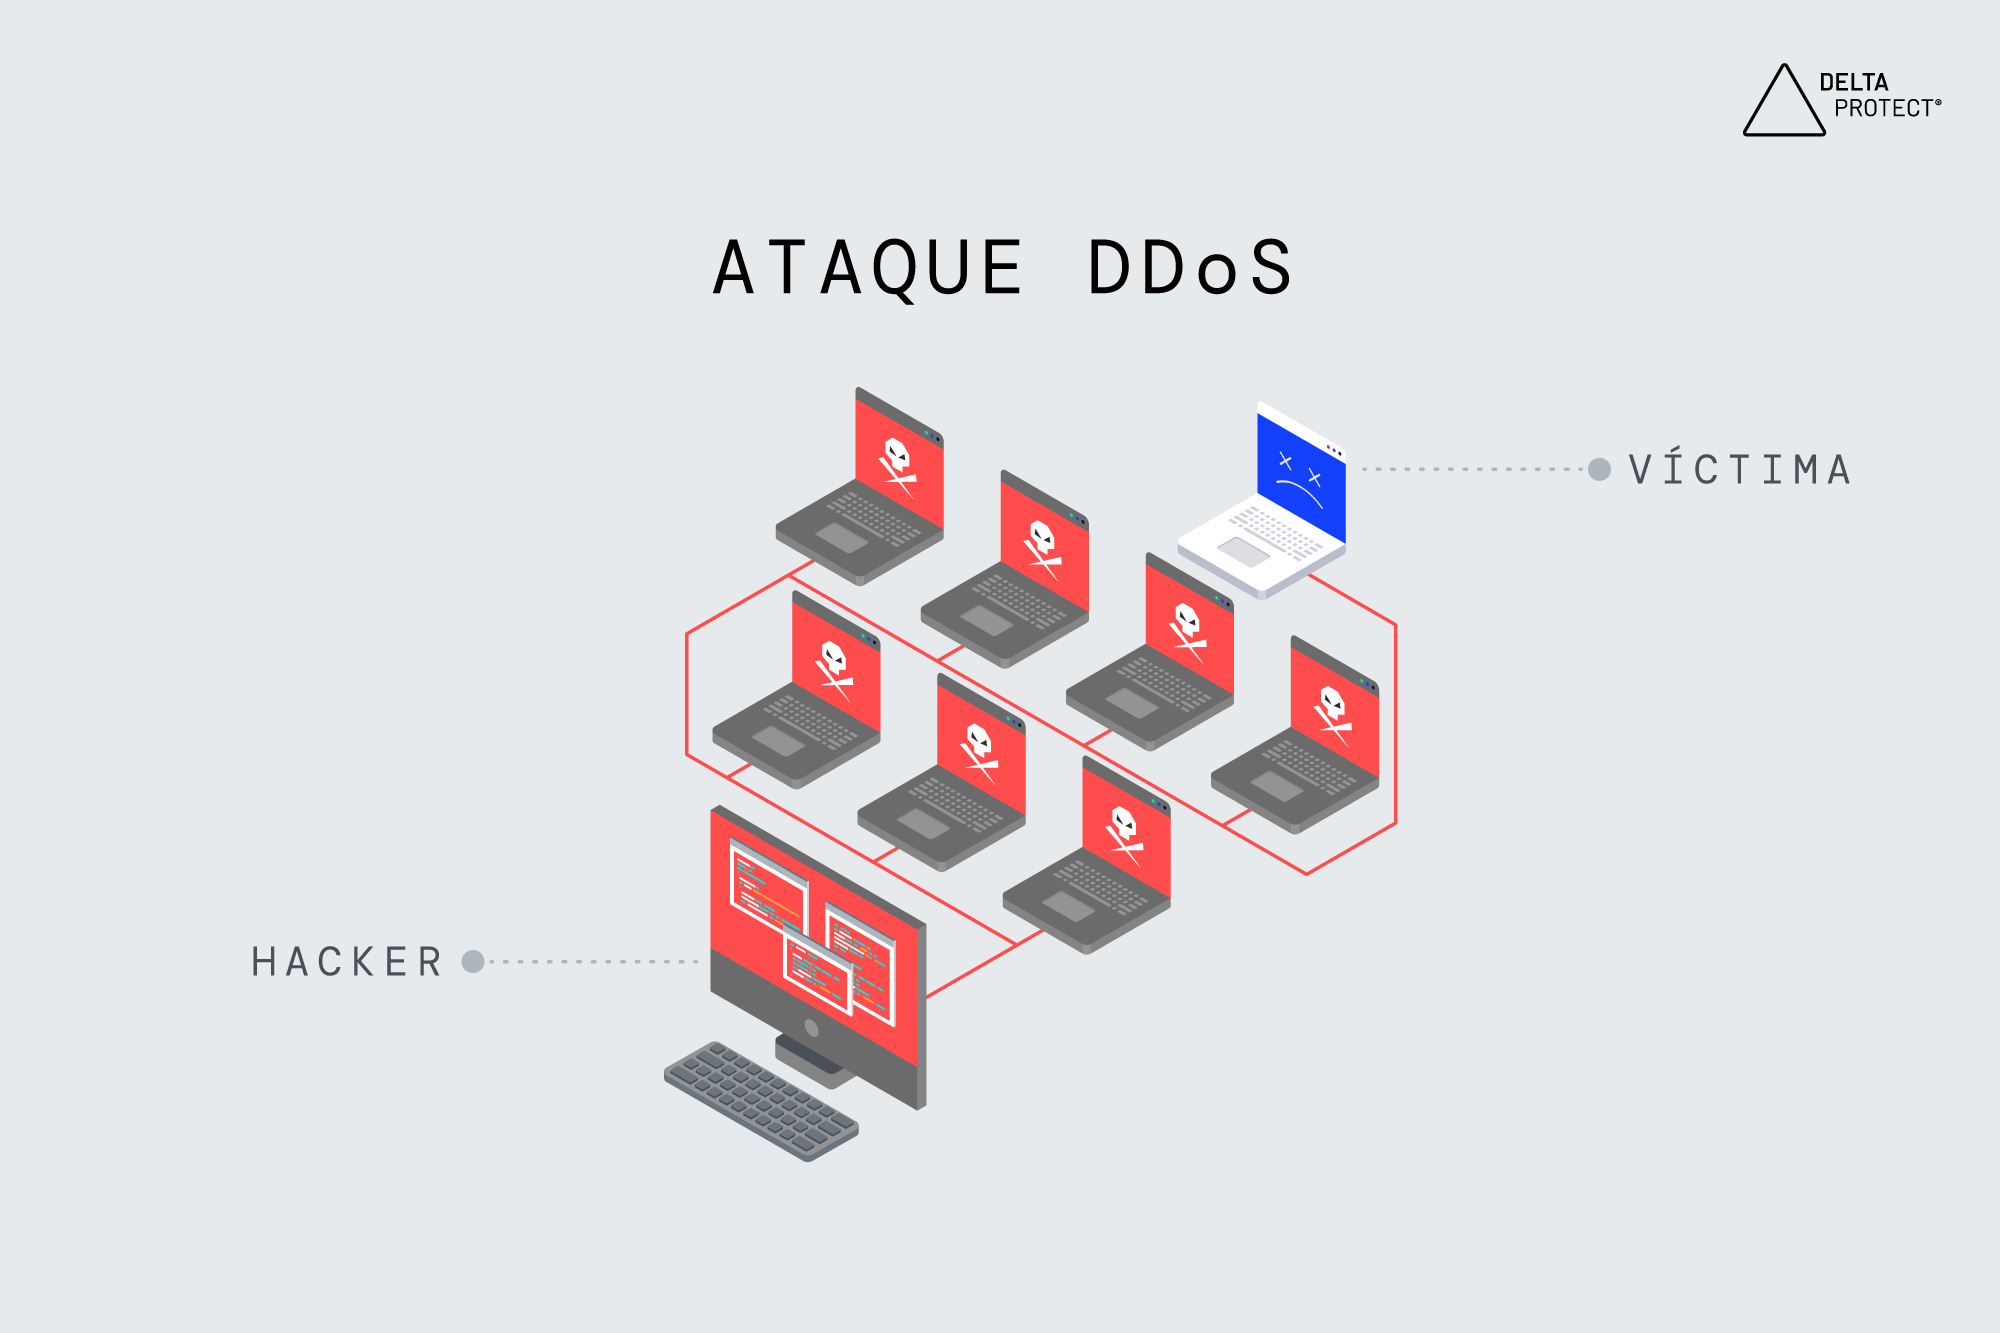 DELTA
PROTECT®
ATAQUE DDoS
VÍCTIMA
HACKER